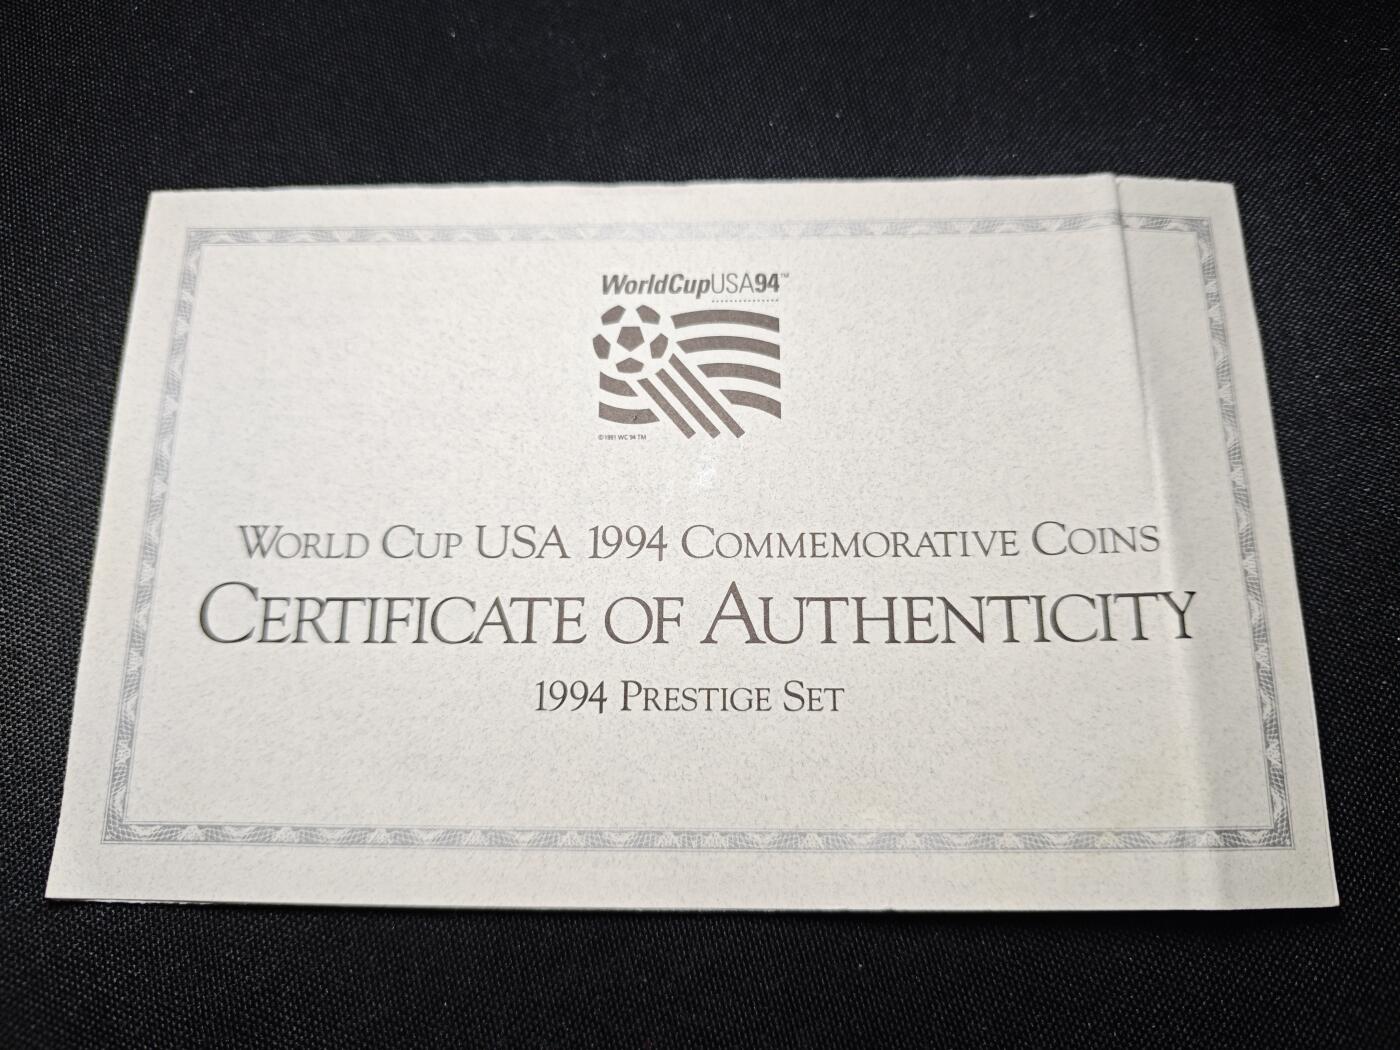 WorldCupUSA94™
©1991 WC 94 TM
WORLD CUP USA 1994 COMMEMORATIVE COINS
CERTIFICATE OF AUTHENTICITY
1994 PRESTIGE SET